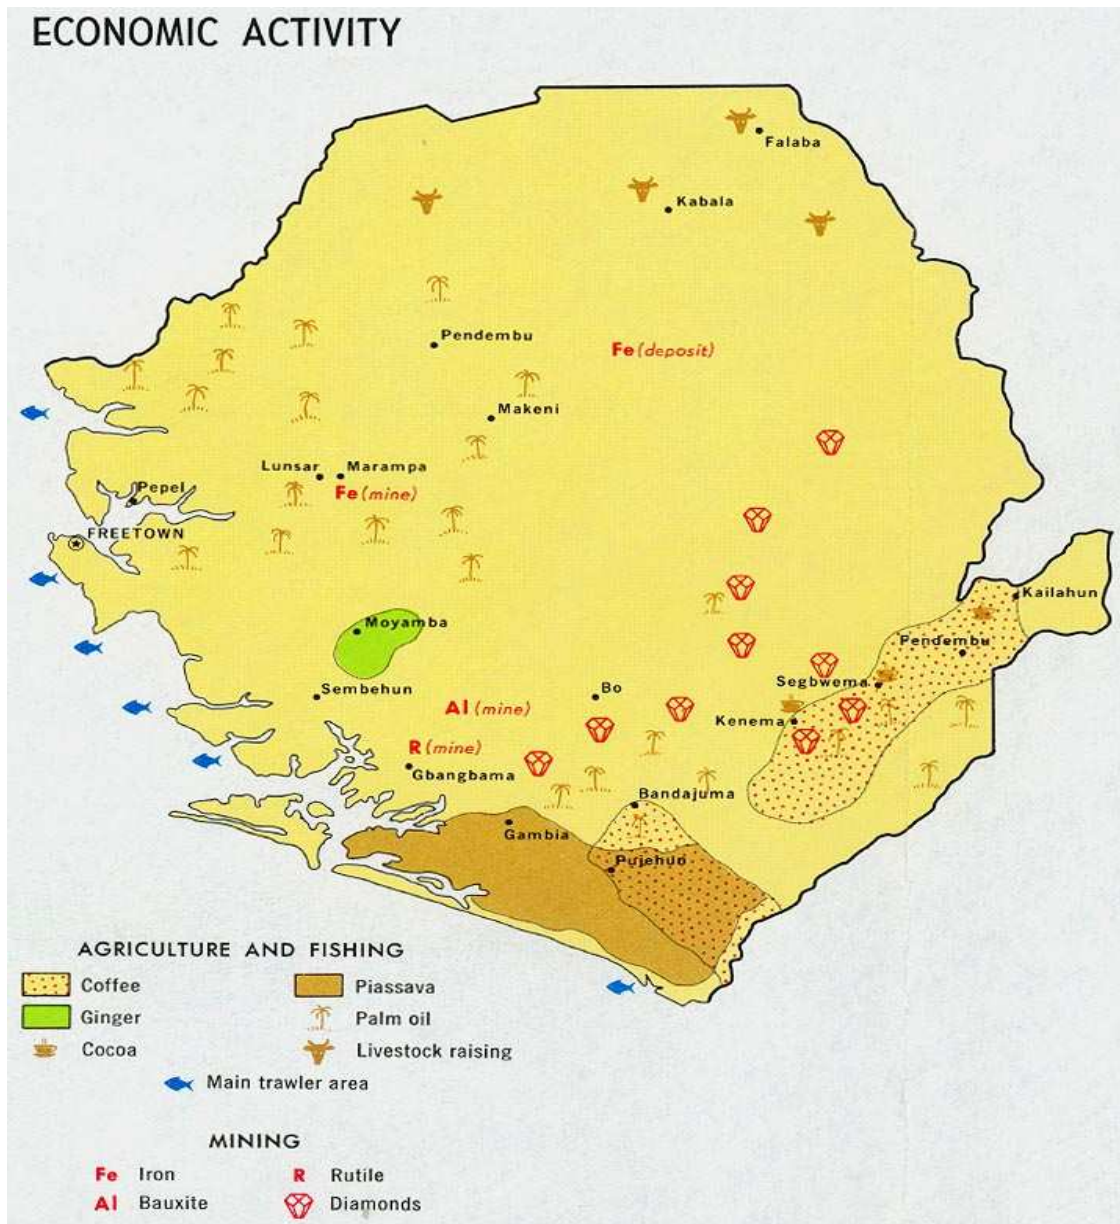 ECONOMIC ACTIVITY
Falaba
Kabala
Pendembu
Fe (deposit)
Makeni
Lunsar Marampa
Fe (mine)
Pepel
FREETOWN
Kailahun
Moyamba
Pendembu
Segbwema
Sembehun
Bo
Al (mine)
Kenema
R (mine)
Gbangbama
Bandajuma
Gambia
Pujehun
AGRICULTURE AND FISHING
Coffee
Piassava
Ginger
Palm oil
Cocoa
Livestock raising
Main trawler area
MINING
Fe Iron
R Rutile
Al Bauxite
Diamonds